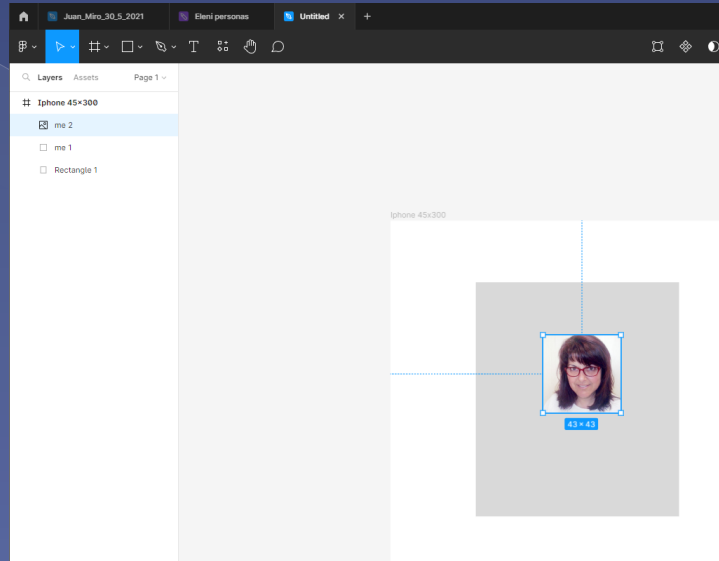 Juan_Miro_30_5_2021 Eleni personas Untitled × +
T
Layers Assets Page 1
Iphone 45×300
me 2
me 1
Rectangle 1
Iphone 45x300
43 × 43